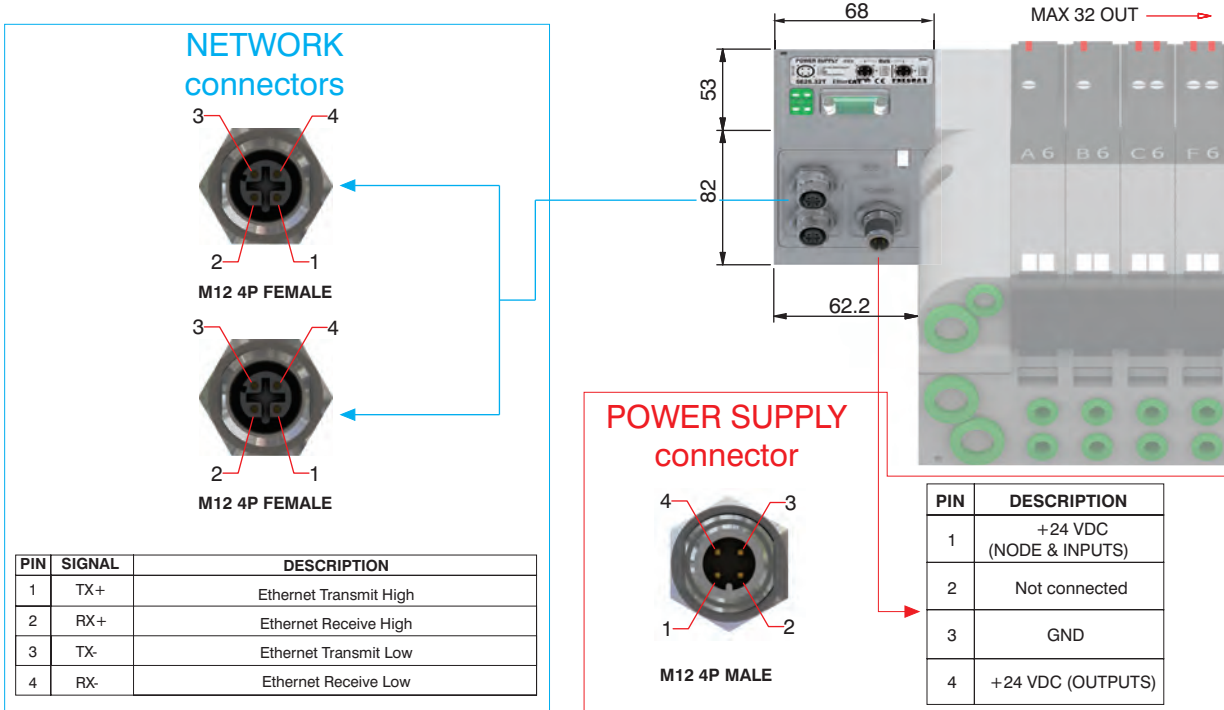 NETWORK
connectors
3
4
2
1
M12 4P FEMALE
3
4
2
1
M12 4P FEMALE
PIN SIGNAL DESCRIPTION
1 TX+ Ethernet Transmit High
2 RX+ Ethernet Receive High
3 TX- Ethernet Transmit Low
4 RX- Ethernet Receive Low
68
MAX 32 OUT
53
82
62.2
POWER SUPPLY
EtherCAT
A 6
B 6
C 6
F 6
POWER SUPPLY
connector
4
3
1
2
M12 4P MALE
PIN DESCRIPTION
1 +24 VDC
(NODE & INPUTS)
2 Not connected
3 GND
4 +24 VDC (OUTPUTS)